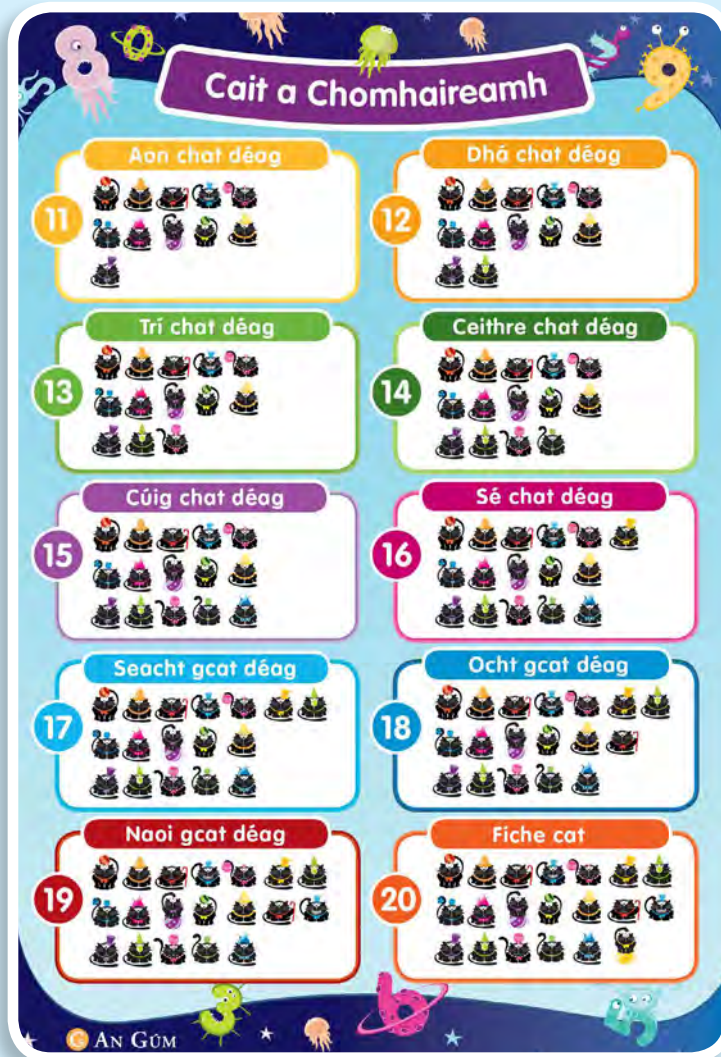 Cait a Chomhaireamh
Aon chat déag
11
Dhá chat déag
12
Trí chat déag
13
Ceithre chat déag
14
Cúig chat déag
15
Sé chat déag
16
Seacht gcat déag
17
Ocht gcat déag
18
Naoi gcat déag
19
Fiche cat
20
G AN GÚM